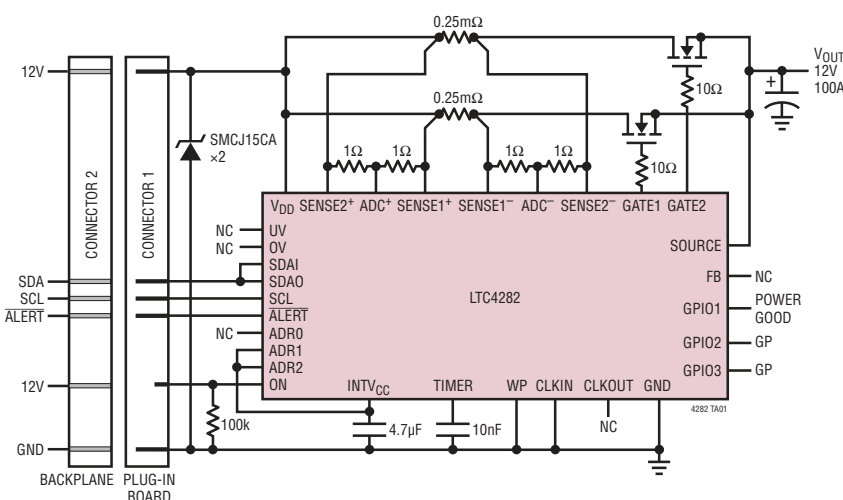 0.25mΩ
12V
VOUT
12V
100A
+
10Ω
0.25mΩ
SMCJ15CA
×2
1Ω 1Ω 1Ω 1Ω
10Ω
CONNECTOR 2
CONNECTOR 1
VDD SENSE2+ ADC+ SENSE1+ SENSE1− ADC− SENSE2− GATE1 GATE2
NC UV
NC OV
SOURCE
SDAI
SDA SDAO
FB NC
SCL SCL
LTC4282
ALERT ALERT
GPIO1 POWER
GOOD
NC ADR0
ADR1
GPIO2 GP
ADR2
GPIO3 GP
12V ON INTVCC TIMER WP CLKIN CLKOUT GND
4282 TA01
100k 4.7µF 10nF NC
GND
BACKPLANE PLUG-IN
BOARD